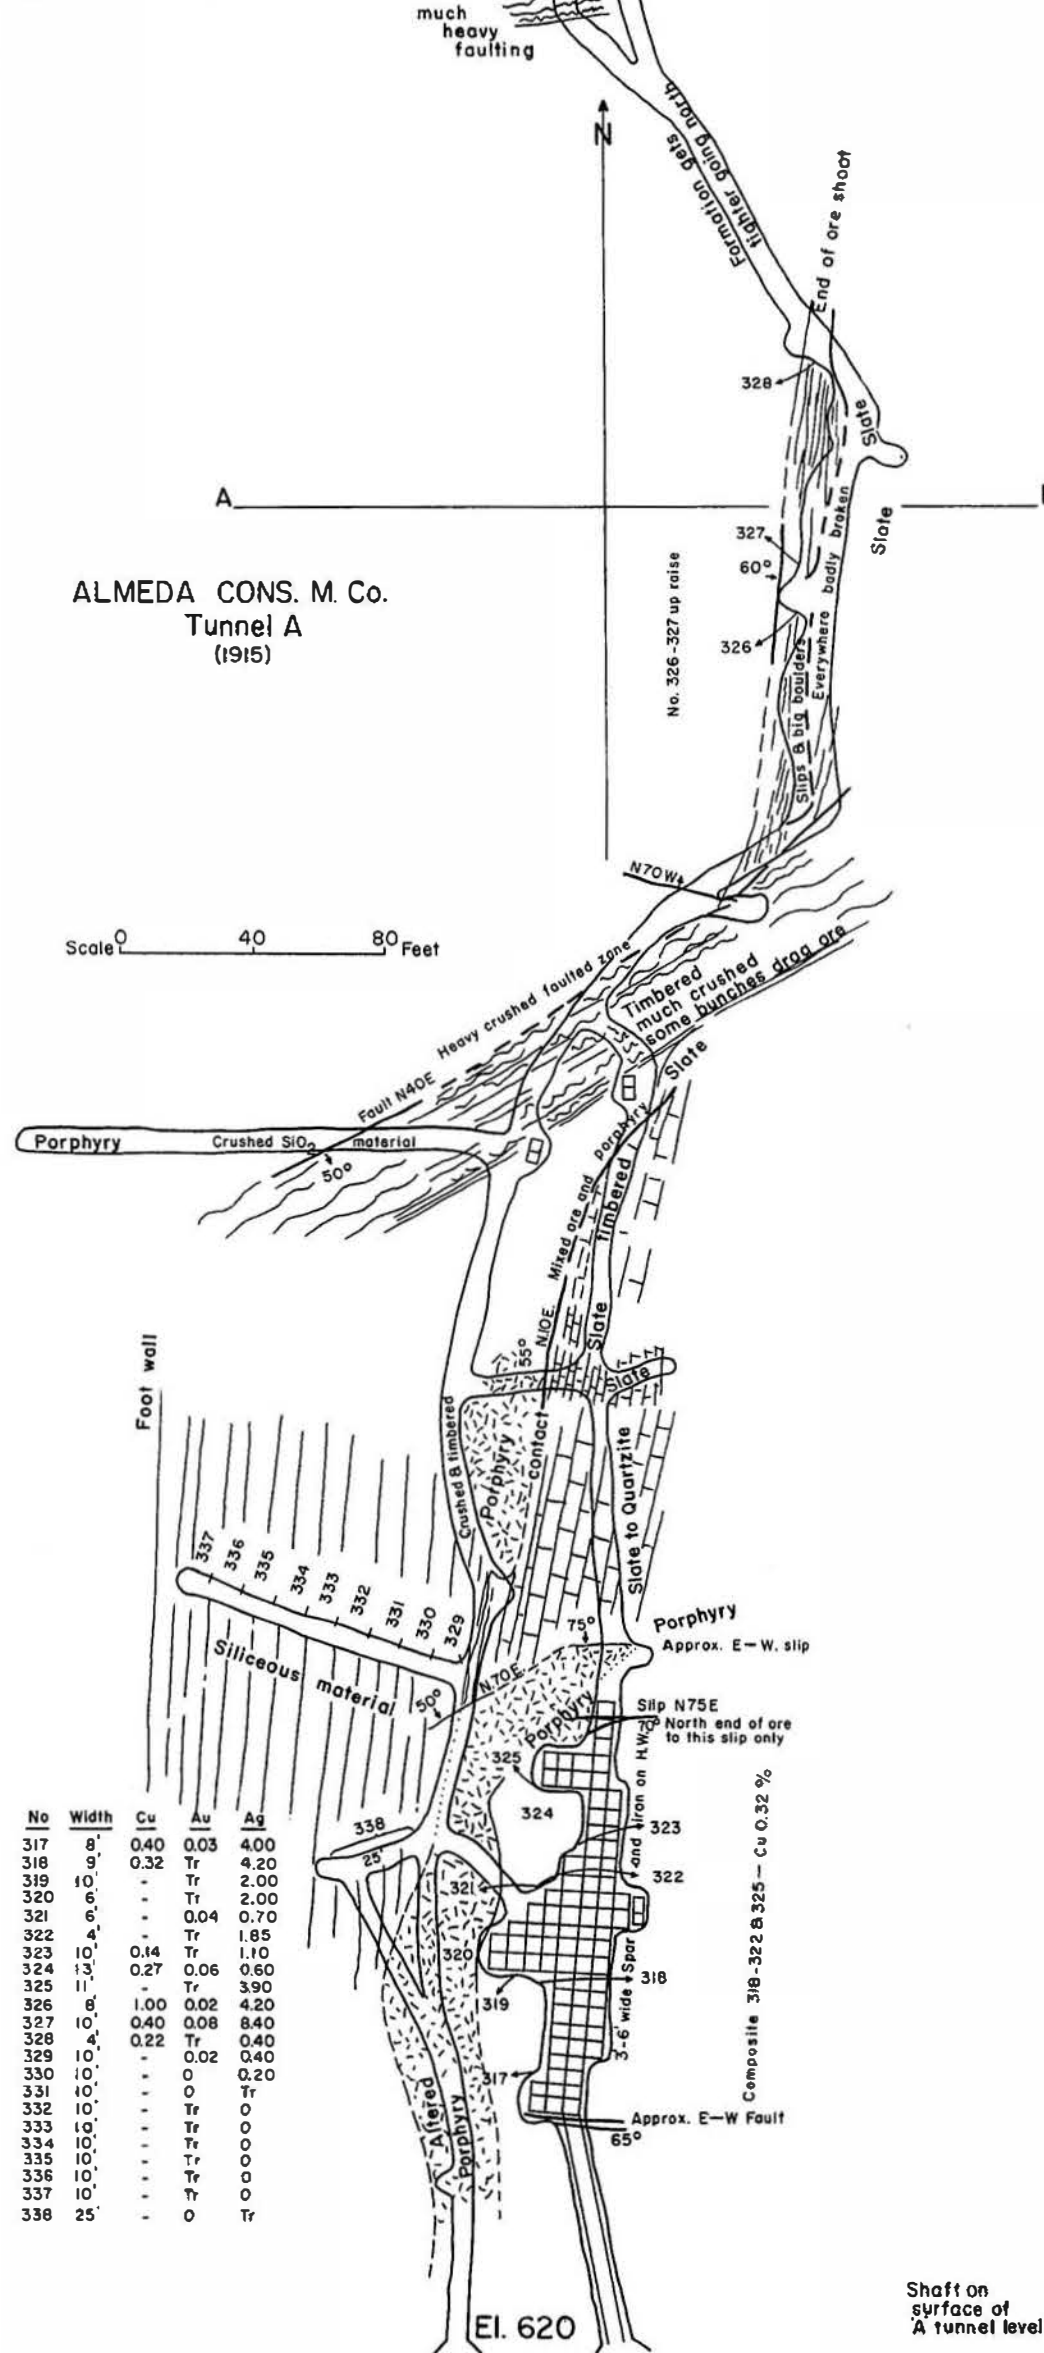 much
heavy
faulting
N
Formation gets
tighter going north
End of ore shoot
328
Slate
A
Slate
327
60°
No. 326-327 up raise
326
Slips & big boulders
Everywhere badly broken
ALMEDA CONS. M. Co.
Tunnel A
(1915)
N70W
Scale 0 40 80 Feet
Heavy crushed faulted zone
Timbered
much crushed
some bunches drag ore
Slate
Fault N40E
Porphyry
Crushed SiO2 material
50°
Mixed ore and porphyry
timbered
N.10E.
Slate
55°
Slate
Foot wall
Crushed & timbered
Porphyry
contact
Slate to Quartzite
337
336
335
334
333
332
331
330
329
Siliceous material
Porphyry
75°
Approx. E-W. slip
50°
N70E
Porphyry
Slip N75E
70° North end of ore
to this slip only
325
324
323
322
321
320
319
318
317
338
25'
3-6' wide Spar and iron on H.W.
Composite 318-322 & 325 - Cu 0.32 %
No Width Cu Au Ag
317 8' 0.40 0.03 4.00
318 9' 0.32 Tr 4.20
319 10' - Tr 2.00
320 6' - Tr 2.00
321 6' - 0.04 0.70
322 4' - Tr 1.85
323 10' 0.14 Tr 1.10
324 13' 0.27 0.06 0.60
325 11' - Tr 3.90
326 8' 1.00 0.02 4.20
327 10' 0.40 0.08 8.40
328 4' 0.22 Tr 0.40
329 10' - 0.02 0.40
330 10' - 0 0.20
331 10' - 0 Tr
332 10' - Tr 0
333 10' - Tr 0
334 10' - Tr 0
335 10' - Tr 0
336 10' - Tr 0
337 10' - Tr 0
338 25' - 0 Tr
Altered
Porphyry
Approx. E-W Fault
65°
El. 620
Shaft on
surface of
'A tunnel level